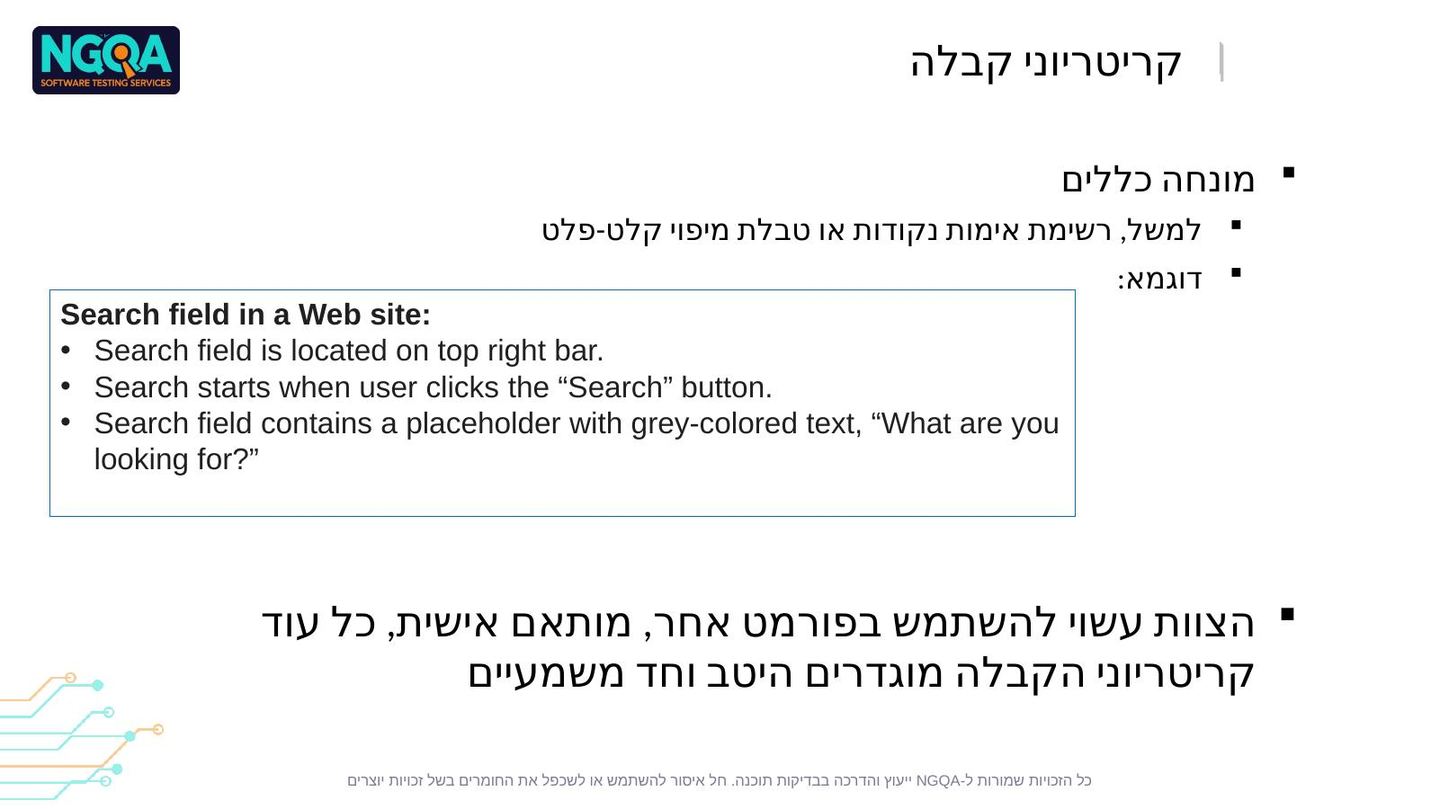 NGQA
SOFTWARE TESTING SERVICES
קריטריוני קבלה
▪ מונחה כללים
▪ למשל, רשימת אימות נקודות או טבלת מיפוי קלט-פלט
▪ דוגמא:
Search field in a Web site:
• Search field is located on top right bar.
• Search starts when user clicks the “Search” button.
• Search field contains a placeholder with grey-colored text, “What are you
looking for?”
▪ הצוות עשוי להשתמש בפורמט אחר, מותאם אישית, כל עוד
קריטריוני הקבלה מוגדרים היטב וחד משמעיים
כל הזכויות שמורות ל-NGQA ייעוץ והדרכה בבדיקות תוכנה. חל איסור להשתמש או לשכפל את החומרים בשל זכויות יוצרים